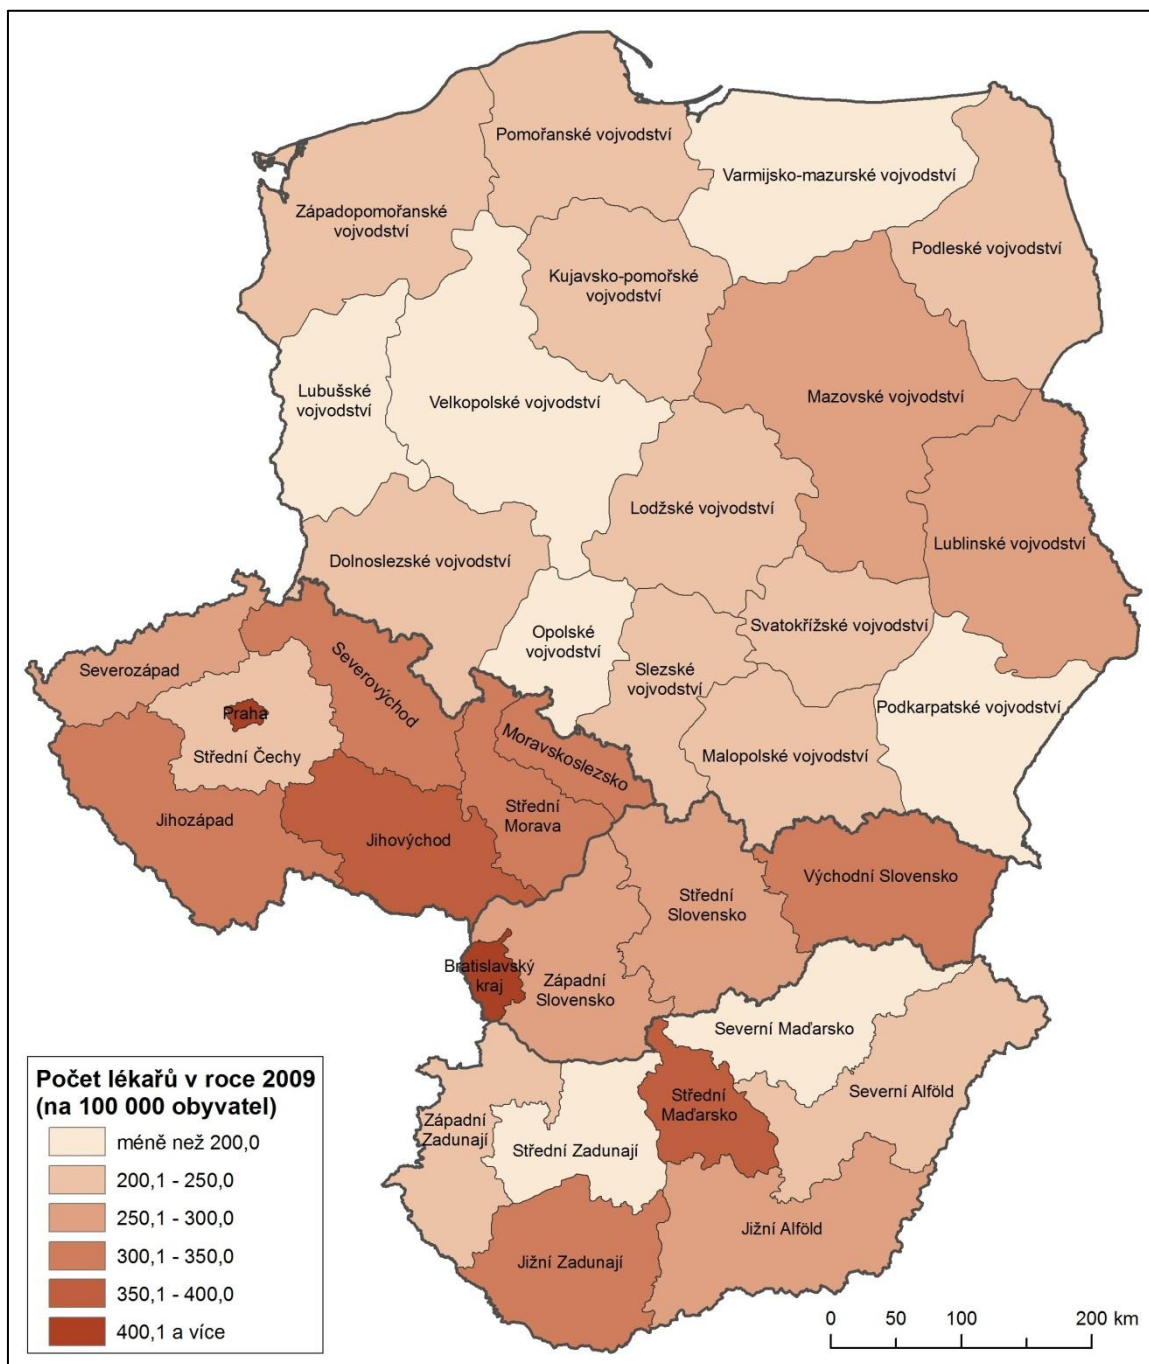 Pomořanské vojvodství
Varmijsko-mazurské vojvodství
Západopomořanské
vojvodství
Podleské vojvodství
Kujavsko-pomořské
vojvodství
Lubušské
vojvodství
Velkopolské vojvodství
Mazovské vojvodství
Lodžské vojvodství
Lublinské vojvodství
Dolnoslezské vojvodství
Opolské
vojvodství
Svatokřížské vojvodství
Slezské
vojvodství
Severozápad
Severovýchod
Praha
Střední Čechy
Podkarpatské vojvodství
Malopolské vojvodství
Moravskoslezsko
Jihozápad
Střední
Morava
Jihovýchod
Východní Slovensko
Střední
Slovensko
Bratislavský
kraj
Západní
Slovensko
Severní Maďarsko
Severní Alföld
Střední
Maďarsko
Západní
Zadunají
Střední Zadunají
Jižní Alföld
Jižní Zadunají
Počet lékařů v roce 2009
(na 100 000 obyvatel)
méně než 200,0
200,1 - 250,0
250,1 - 300,0
300,1 - 350,0
350,1 - 400,0
400,1 a více
0 50 100 200 km